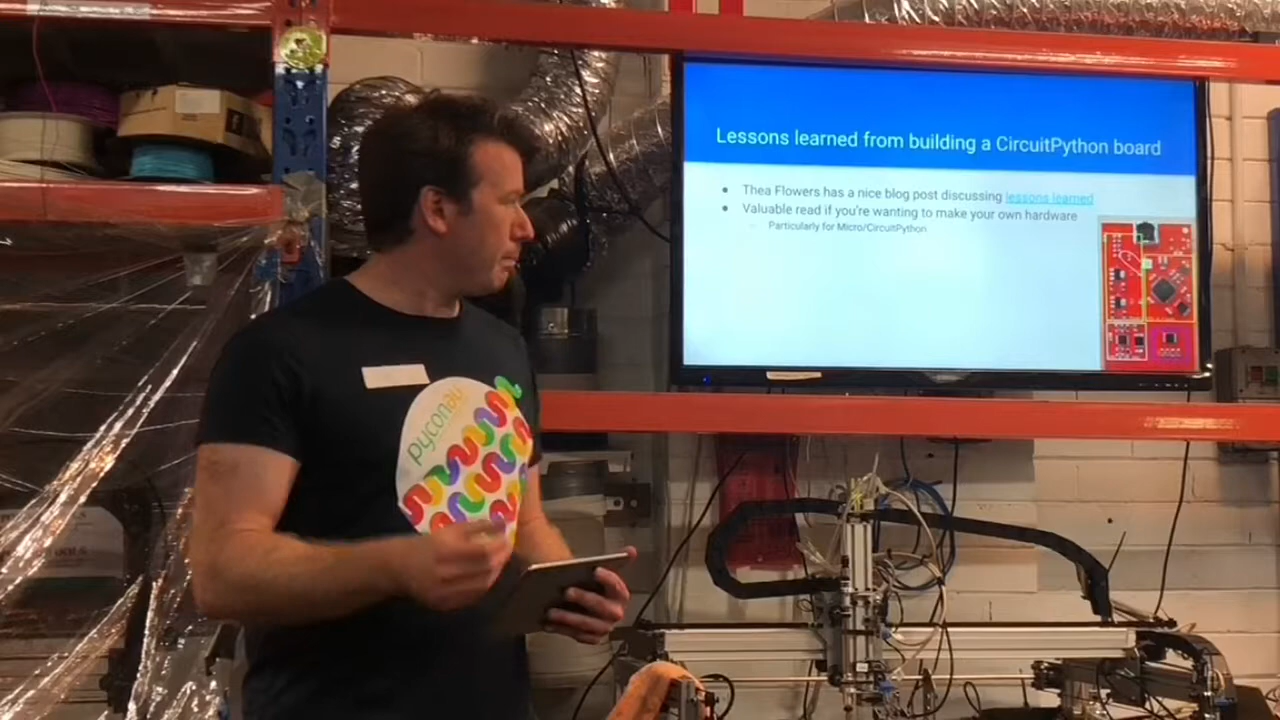 Lessons learned from building a CircuitPython board
Thea Flowers has a nice blog post discussing lessons learned
Valuable read if you're wanting to make your own hardware
Particularly for Micro/CircuitPython
pyconau